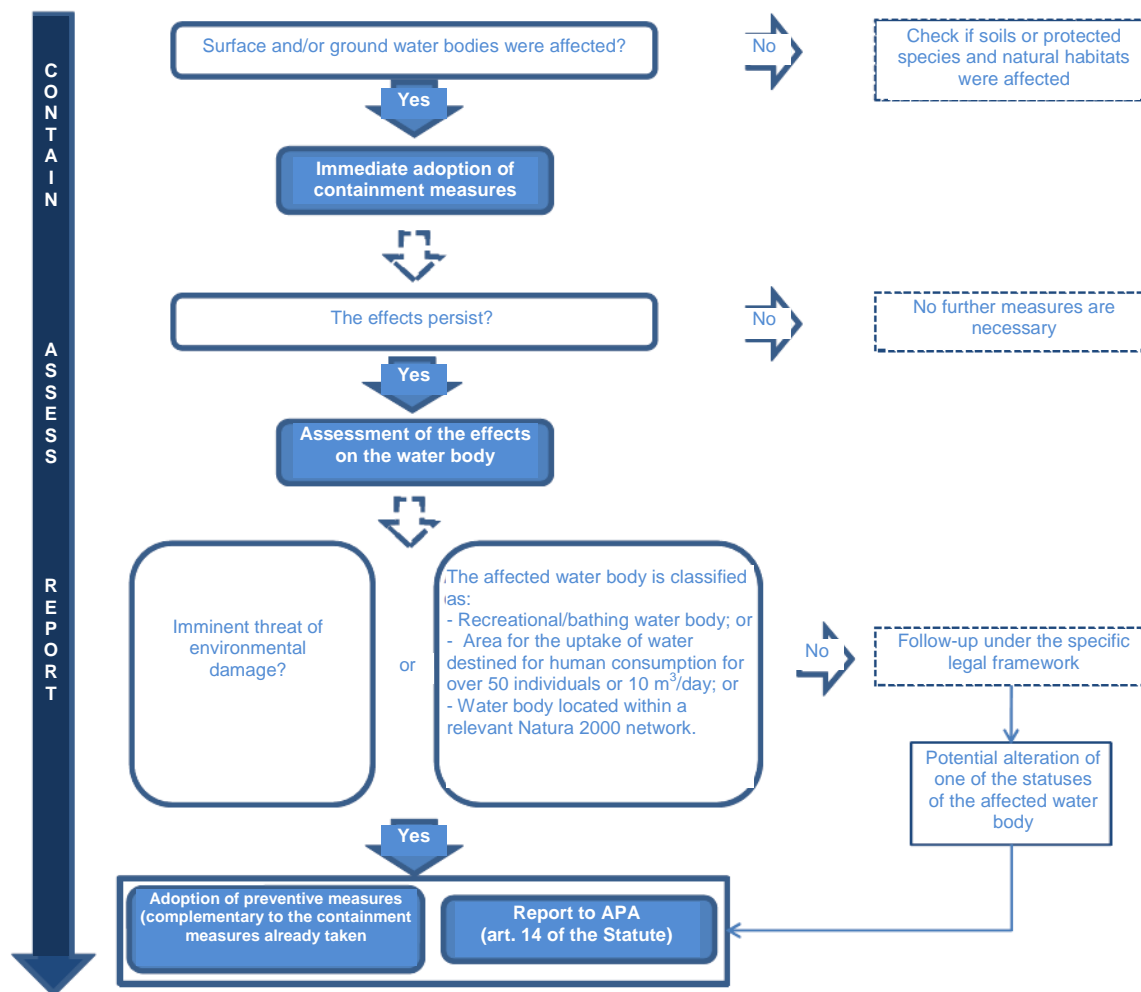 Surface and/or ground water bodies were affected?
No
Check if soils or protected
species and natural habitats
were affected
C
O
N
T
A
I
N
Yes
Immediate adoption of
containment measures
The effects persist?
No
No further measures are
necessary
A
S
S
E
S
S
Yes
Assessment of the effects
on the water body
R
E
P
O
R
T
Imminent threat of
environmental
damage?
or
The affected water body is classified
as:
- Recreational/bathing water body; or
- Area for the uptake of water
destined for human consumption for
over 50 individuals or 10 m³/day; or
- Water body located within a
relevant Natura 2000 network.
No
Follow-up under the specific
legal framework
Potential alteration of
one of the statuses
of the affected water
body
Yes
Adoption of preventive measures
(complementary to the containment
measures already taken
Report to APA
(art. 14 of the Statute)